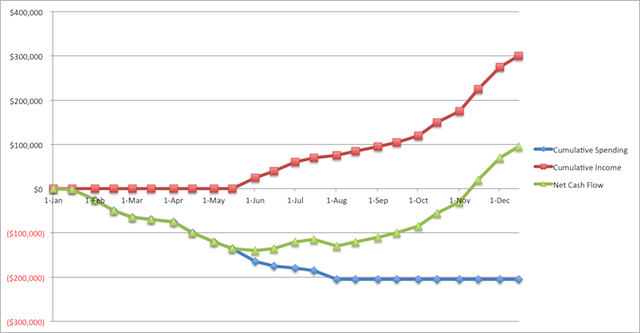 $400,000
$300,000
$200,000
$100,000
$0
1-Jan 1-Feb 1-Mar 1-Apr 1-May 1-Jun 1-Jul 1-Aug 1-Sep 1-Oct 1-Nov 1-Dec
($100,000)
($200,000)
($300,000)
Cumulative Spending
Cumulative Income
Net Cash Flow